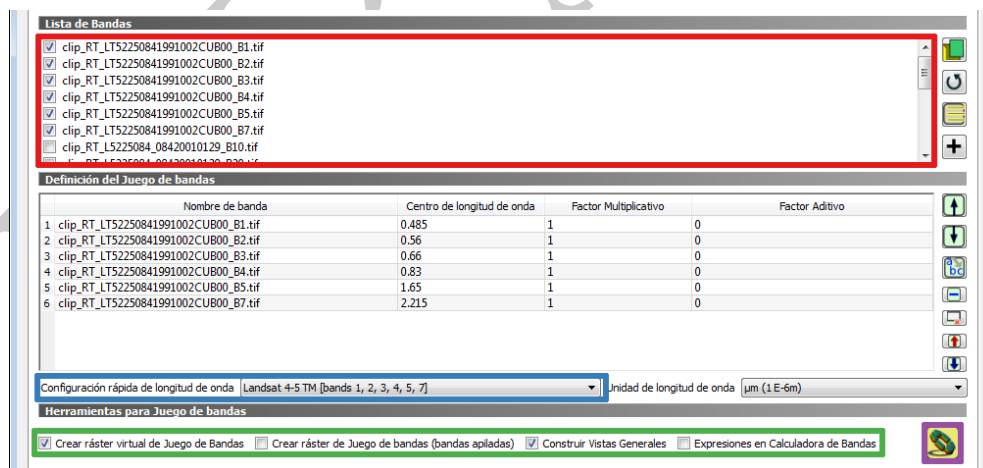 Lista de Bandas
clip_RT_LT52250841991002CUB00_B1.tif
clip_RT_LT52250841991002CUB00_B2.tif
clip_RT_LT52250841991002CUB00_B3.tif
clip_RT_LT52250841991002CUB00_B4.tif
clip_RT_LT52250841991002CUB00_B5.tif
clip_RT_LT52250841991002CUB00_B7.tif
clip_RT_L5225084_08420010129_B10.tif
Definición del Juego de bandas
Nombre de banda Centro de longitud de onda Factor Multiplicativo Factor Aditivo
1 clip_RT_LT52250841991002CUB00_B1.tif 0.485 1 0
2 clip_RT_LT52250841991002CUB00_B2.tif 0.56 1 0
3 clip_RT_LT52250841991002CUB00_B3.tif 0.66 1 0
4 clip_RT_LT52250841991002CUB00_B4.tif 0.83 1 0
5 clip_RT_LT52250841991002CUB00_B5.tif 1.65 1 0
6 clip_RT_LT52250841991002CUB00_B7.tif 2.215 1 0
Configuración rápida de longitud de onda Landsat 4-5 TM [bands 1, 2, 3, 4, 5, 7] Unidad de longitud de onda µm (1 E-6m)
Herramientas para Juego de bandas
Crear ráster virtual de Juego de Bandas Crear ráster de Juego de bandas (bandas apiladas) Construir Vistas Generales Expresiones en Calculadora de Bandas